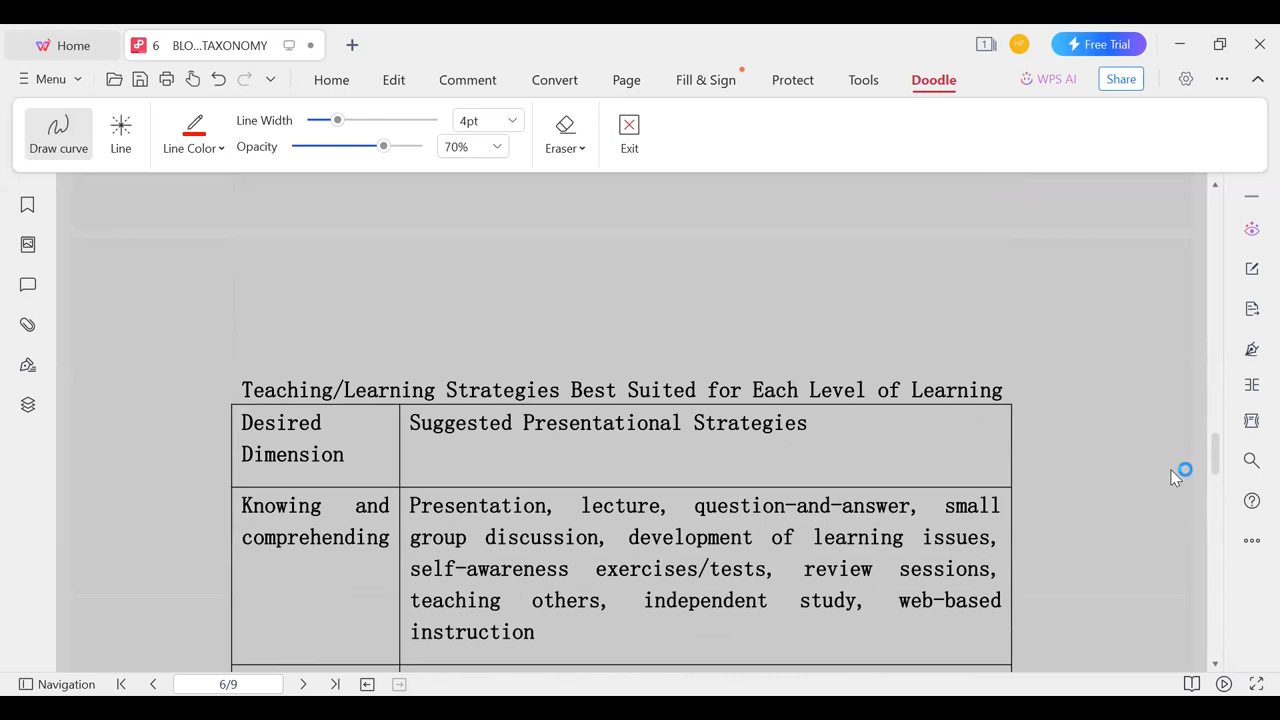 Home
6 BLO...TAXONOMY
1
HF
Free Trial
Menu
Home Edit Comment Convert Page Fill & Sign Protect Tools Doodle
WPS AI
Share
Draw curve
Line
Line Color
Line Width
4pt
Opacity
70%
Eraser
Exit
Teaching/Learning Strategies Best Suited for Each Level of Learning
Desired
Dimension
Suggested Presentational Strategies
Knowing and
comprehending
Presentation, lecture, question-and-answer, small
group discussion, development of learning issues,
self-awareness exercises/tests, review sessions,
teaching others, independent study, web-based
instruction
Navigation
6/9